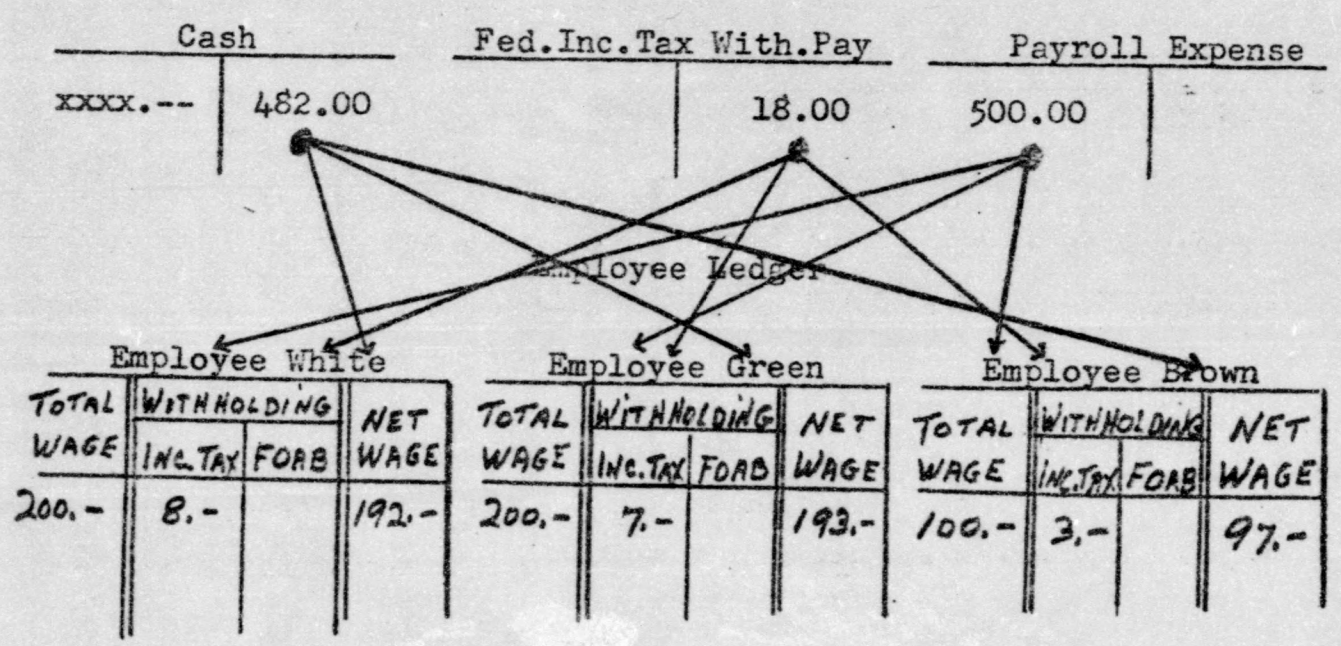 Cash Fed.Inc.Tax With.Pay Payroll Expense
xxxx.-- 482.00 18.00 500.00
Employee Ledger
Employee White Employee Green Employee Brown
TOTAL WAGE WITHHOLDING INC.TAX FOAB NET WAGE
200.- 8.- 192.-
TOTAL WAGE WITHHOLDING INC.TAX FOAB NET WAGE
200.- 7.- 193.-
TOTAL WAGE WITHHOLDING INC.TAX FOAB NET WAGE
100.- 3.- 97.-